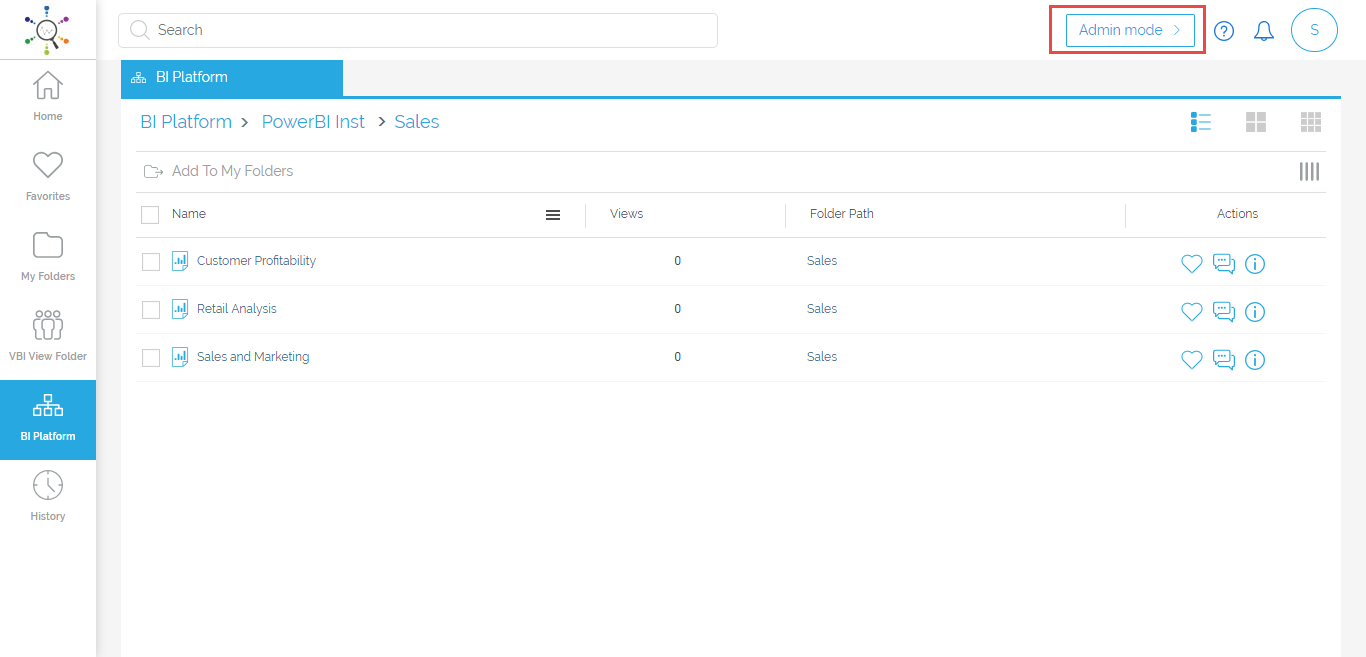 Search
Admin mode
?
S
Home
Favorites
My Folders
VBI View Folder
BI Platform
History
BI Platform
BI Platform > PowerBI Inst > Sales
Add To My Folders
Name Views Folder Path Actions
Customer Profitability 0 Sales
Retail Analysis 0 Sales
Sales and Marketing 0 Sales